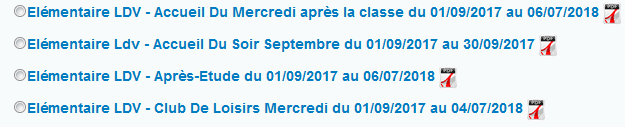 Elémentaire LDV - Accueil Du Mercredi après la classe du 01/09/2017 au 06/07/2018
Elémentaire Ldv - Accueil Du Soir Septembre du 01/09/2017 au 30/09/2017
Elémentaire LDV - Après-Etude du 01/09/2017 au 06/07/2018
Elémentaire LDV - Club De Loisirs Mercredi du 01/09/2017 au 04/07/2018